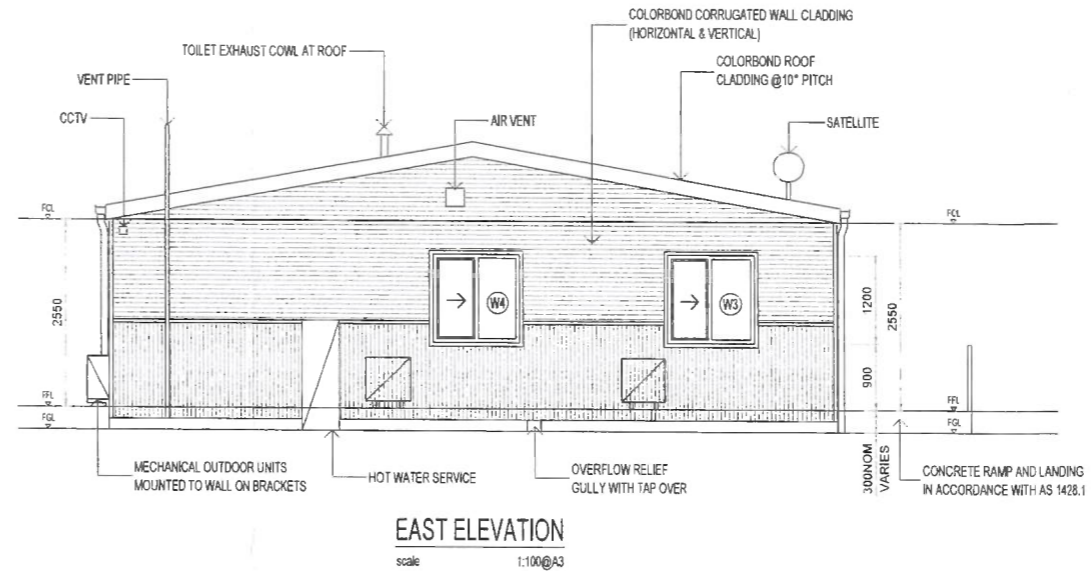 COLORBOND CORRUGATED WALL CLADDING
(HORIZONTAL & VERTICAL)
TOILET EXHAUST COWL AT ROOF
COLORBOND ROOF
CLADDING @10° PITCH
VENT PIPE
CCTV
AIR VENT
SATELLITE
FCL
FCL
2550
W4
W3
1200
2550
900
FFL
FFL
FGL
FGL
MECHANICAL OUTDOOR UNITS
MOUNTED TO WALL ON BRACKETS
HOT WATER SERVICE
OVERFLOW RELIEF
GULLY WITH TAP OVER
300NOM
VARIES
CONCRETE RAMP AND LANDING
IN ACCORDANCE WITH AS 1428.1
EAST ELEVATION
scale 1:100@A3